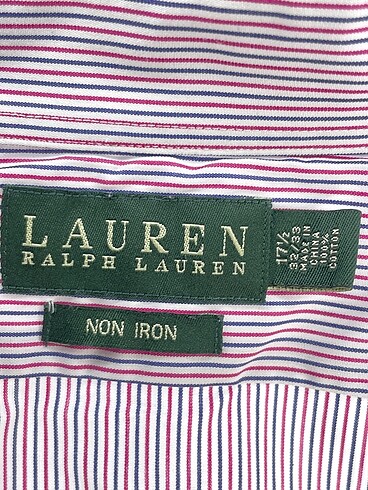 LAUREN
RALPH LAUREN
17½
32/33
MADE IN
CHINA
100%
COTTON
NON IRON